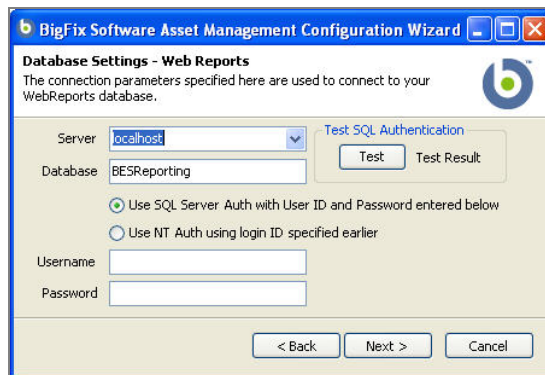 BigFix Software Asset Management Configuration Wizard
Database Settings - Web Reports
The connection parameters specified here are used to connect to your
WebReports database.
Server localhost
Test SQL Authentication
Test Test Result
Database BESReporting
Use SQL Server Auth with User ID and Password entered below
Use NT Auth using login ID specified earlier
Username
Password
< Back Next > Cancel